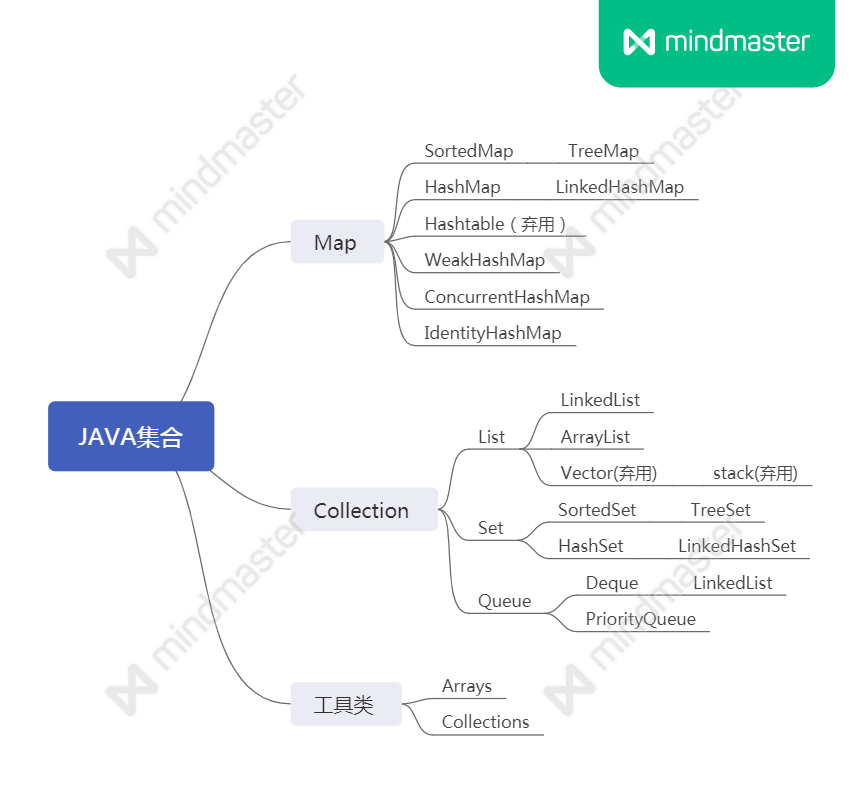 mindmaster
SortedMap TreeMap
HashMap LinkedHashMap
Hashtable（弃用）
Map
WeakHashMap
ConcurrentHashMap
IdentityHashMap
JAVA集合
LinkedList
List ArrayList
Vector(弃用) stack(弃用)
Collection
SortedSet TreeSet
Set
HashSet LinkedHashSet
Deque LinkedList
Queue
PriorityQueue
工具类
Arrays
Collections
mindmaster
mindmaster
mindmaster
mindmaster